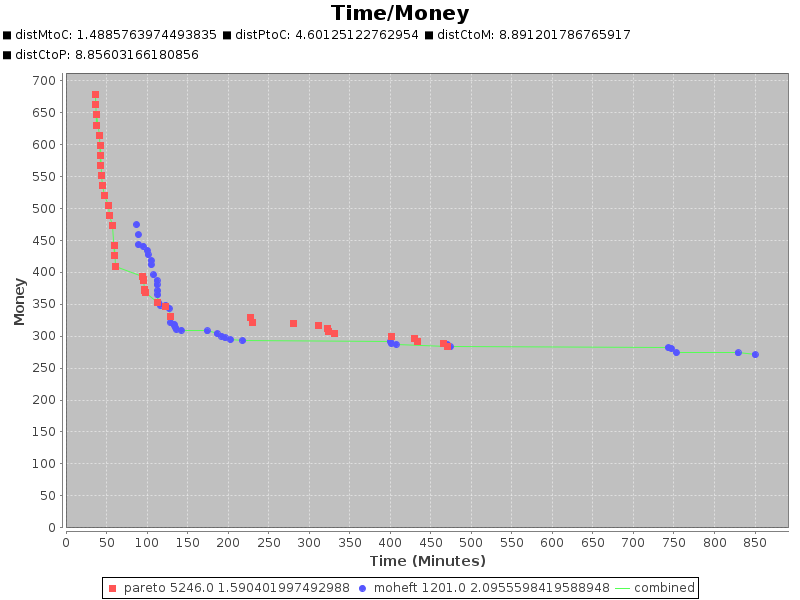 Time/Money
distMtoC: 1.4885763974493835 distPtoC: 4.60125122762954 distCtoM: 8.891201786765917
distCtoP: 8.85603166180856
700
650
600
550
500
450
400
350
300
250
200
150
100
50
0
Money
0 50 100 150 200 250 300 350 400 450 500 550 600 650 700 750 800 850
Time (Minutes)
pareto 5246.0 1.590401997492988 moheft 1201.0 2.0955598419588948 combined